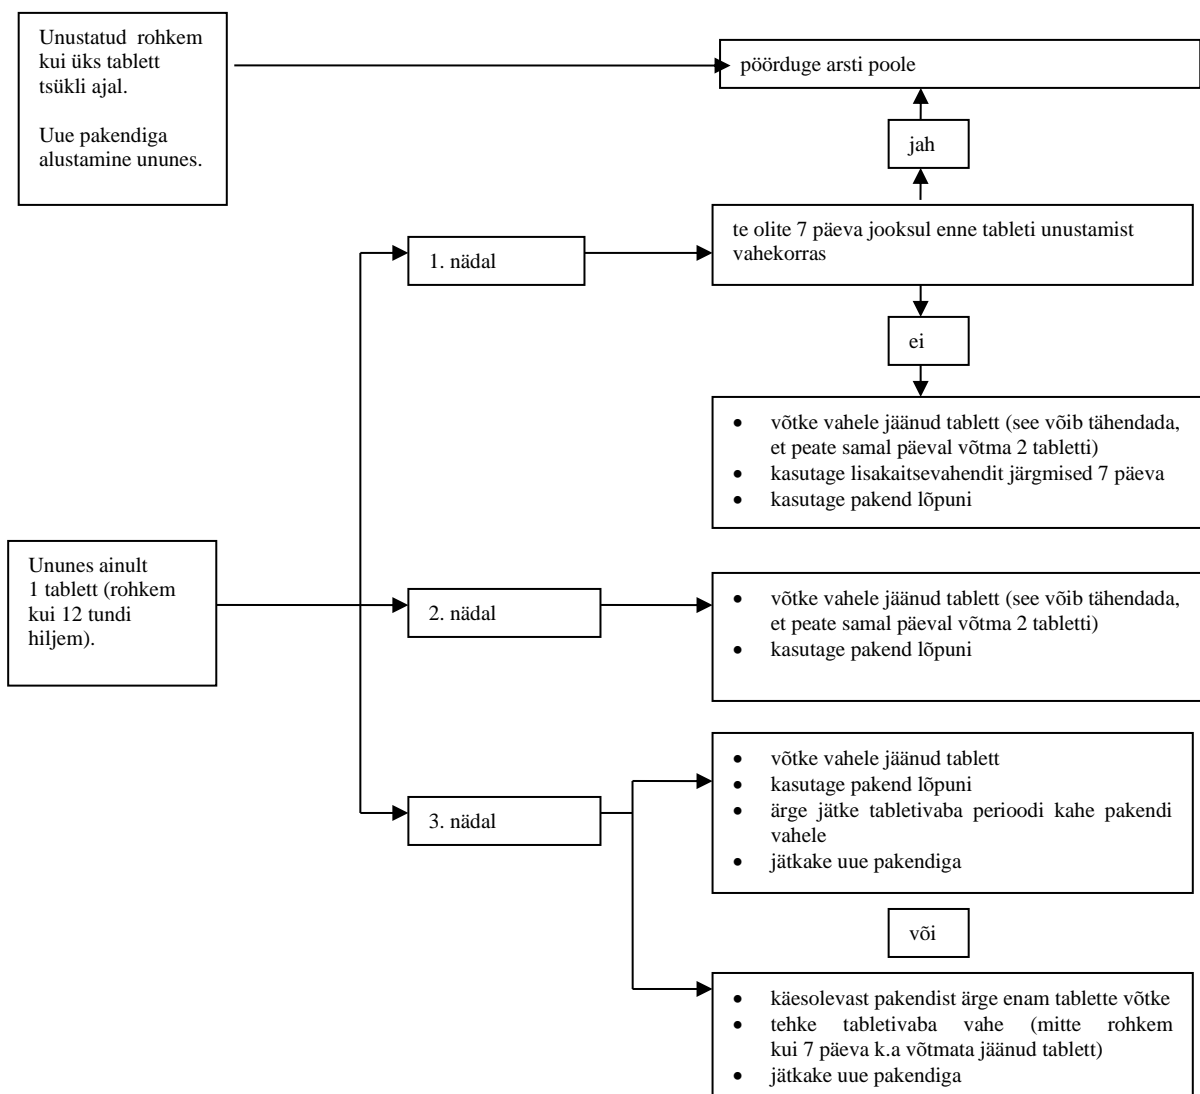 Unustatud rohkem
kui üks tablett
tsükli ajal.
Uue pakendiga
alustamine ununes.
pöörduge arsti poole
jah
te olite 7 päeva jooksul enne tableti unustamist
vahekorras
1. nädal
ei
• võtke vahele jäänud tablett (see võib tähendada,
et peate samal päeval võtma 2 tabletti)
• kasutage lisakaitsevahendit järgmised 7 päeva
• kasutage pakend lõpuni
Ununes ainult
1 tablett (rohkem
kui 12 tundi
hiljem).
2. nädal
• võtke vahele jäänud tablett (see võib tähendada,
et peate samal päeval võtma 2 tabletti)
• kasutage pakend lõpuni
3. nädal
• võtke vahele jäänud tablett
• kasutage pakend lõpuni
• ärge jätke tabletivaba perioodi kahe pakendi
vahele
• jätkake uue pakendiga
või
• käesolevast pakendist ärge enam tablette võtke
• tehke tabletivaba vahe (mitte rohkem
kui 7 päeva k.a võtmata jäänud tablett)
• jätkake uue pakendiga